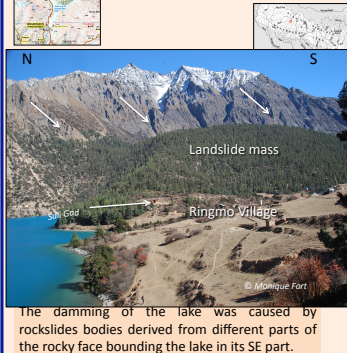 N S
Landslide mass
Suli Gad
Ringmo Village
© Monique Fort
The damming of the lake was caused by
rockslides bodies derived from different parts of
the rocky face bounding the lake in its SE part.